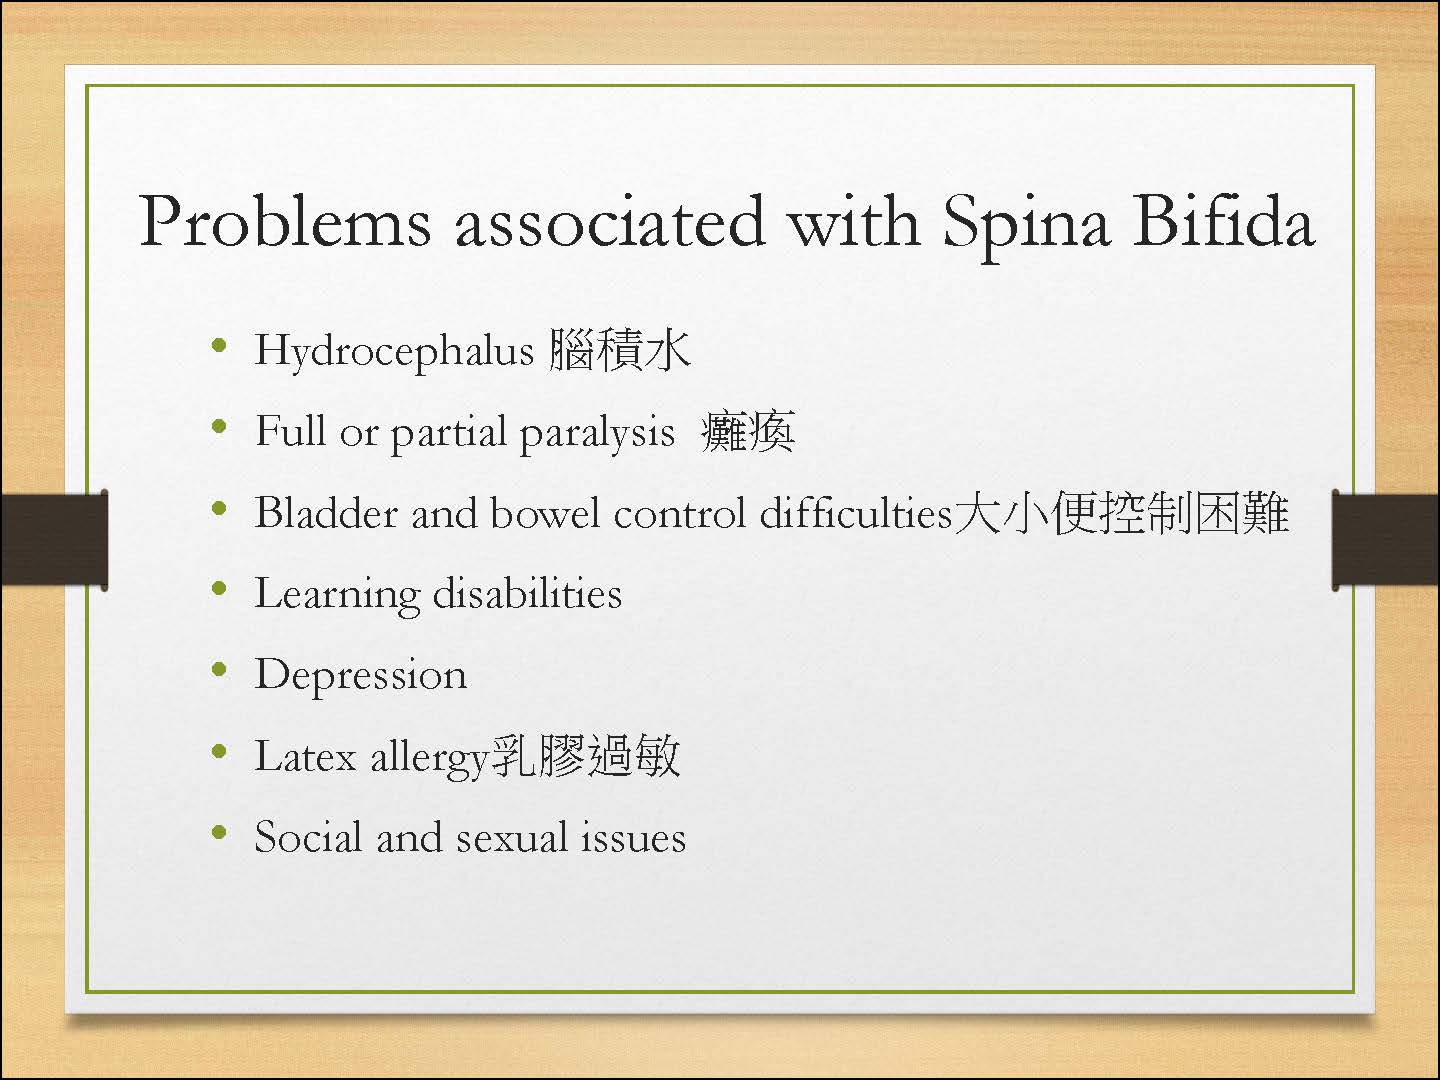 Problems associated with Spina Bifida
• Hydrocephalus 腦積水
• Full or partial paralysis 癱瘓
• Bladder and bowel control difficulties大小便控制困難
• Learning disabilities
• Depression
• Latex allergy乳膠過敏
• Social and sexual issues